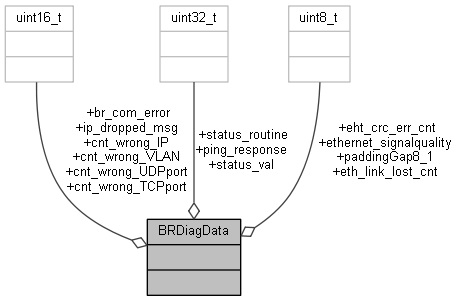 uint16_t
uint32_t
uint8_t
+br_com_error
+ip_dropped_msg
+cnt_wrong_IP
+cnt_wrong_VLAN
+cnt_wrong_UDPport
+cnt_wrong_TCPport
+status_routine
+ping_response
+status_val
+eht_crc_err_cnt
+ethernet_signalquality
+paddingGap8_1
+eth_link_lost_cnt
BRDiagData